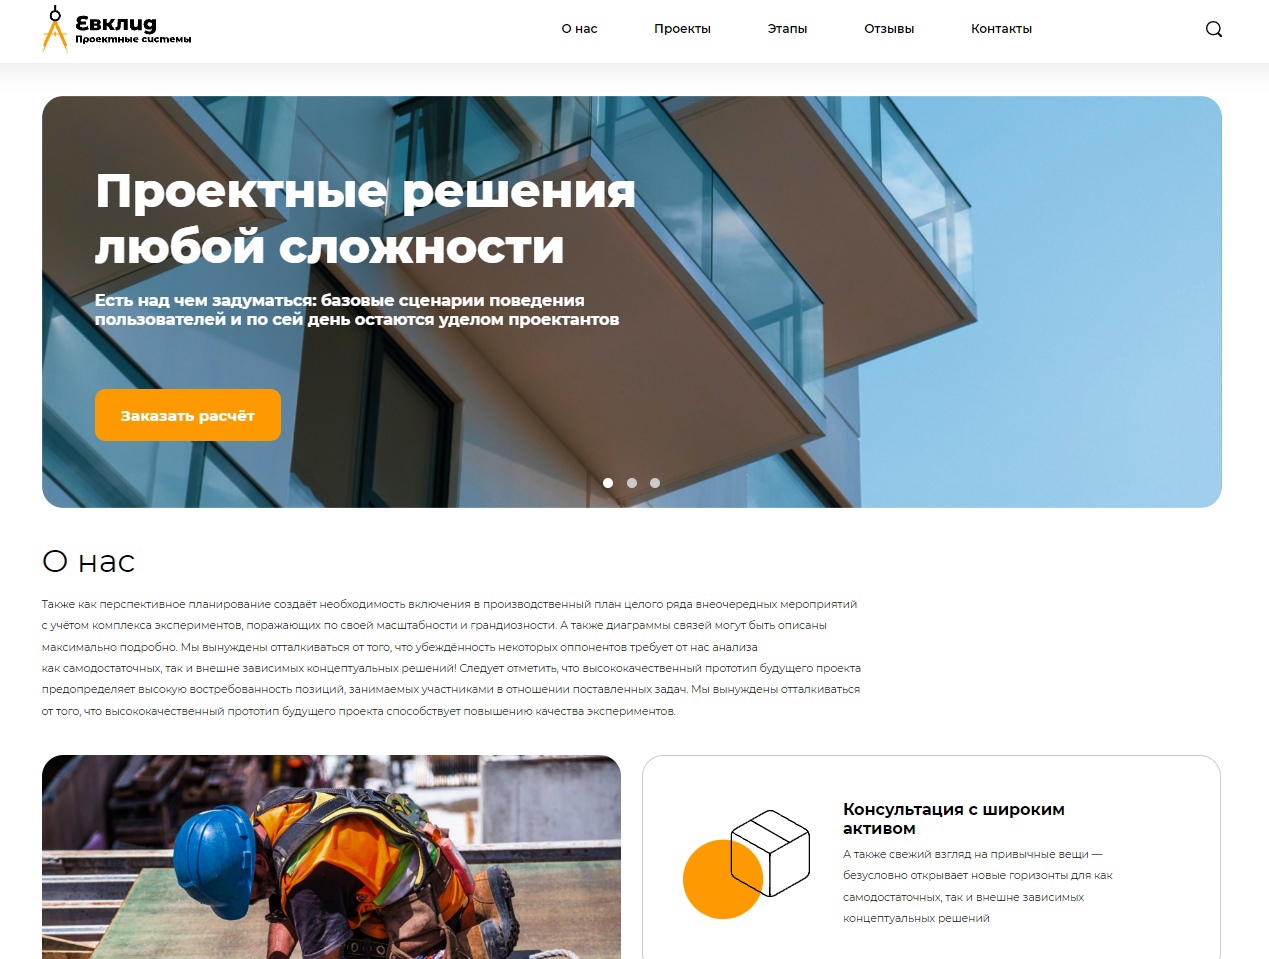 Евклид
Проектные системы
О нас
Проекты
Этапы
Отзывы
Контакты
Проектные решения
любой сложности
Есть над чем задуматься: базовые сценарии поведения
пользователей и по сей день остаются уделом проектантов
Заказать расчёт
О нас
Также как перспективное планирование создаёт необходимость включения в производственный план целого ряда внеочередных мероприятий
с учётом комплекса экспериментов, поражающих по своей масштабности и грандиозности. А также диаграммы связей могут быть описаны
максимально подробно. Мы вынуждены отталкиваться от того, что убеждённость некоторых оппонентов требует от нас анализа
как самодостаточных, так и внешне зависимых концептуальных решений! Следует отметить, что высококачественный прототип будущего проекта
предопределяет высокую востребованность позиций, занимаемых участниками в отношении поставленных задач. Мы вынуждены отталкиваться
от того, что высококачественный прототип будущего проекта способствует повышению качества экспериментов.
Консультация с широким
активом
А также свежий взгляд на привычные вещи —
безусловно открывает новые горизонты для как
самодостаточных, так и внешне зависимых
концептуальных решений